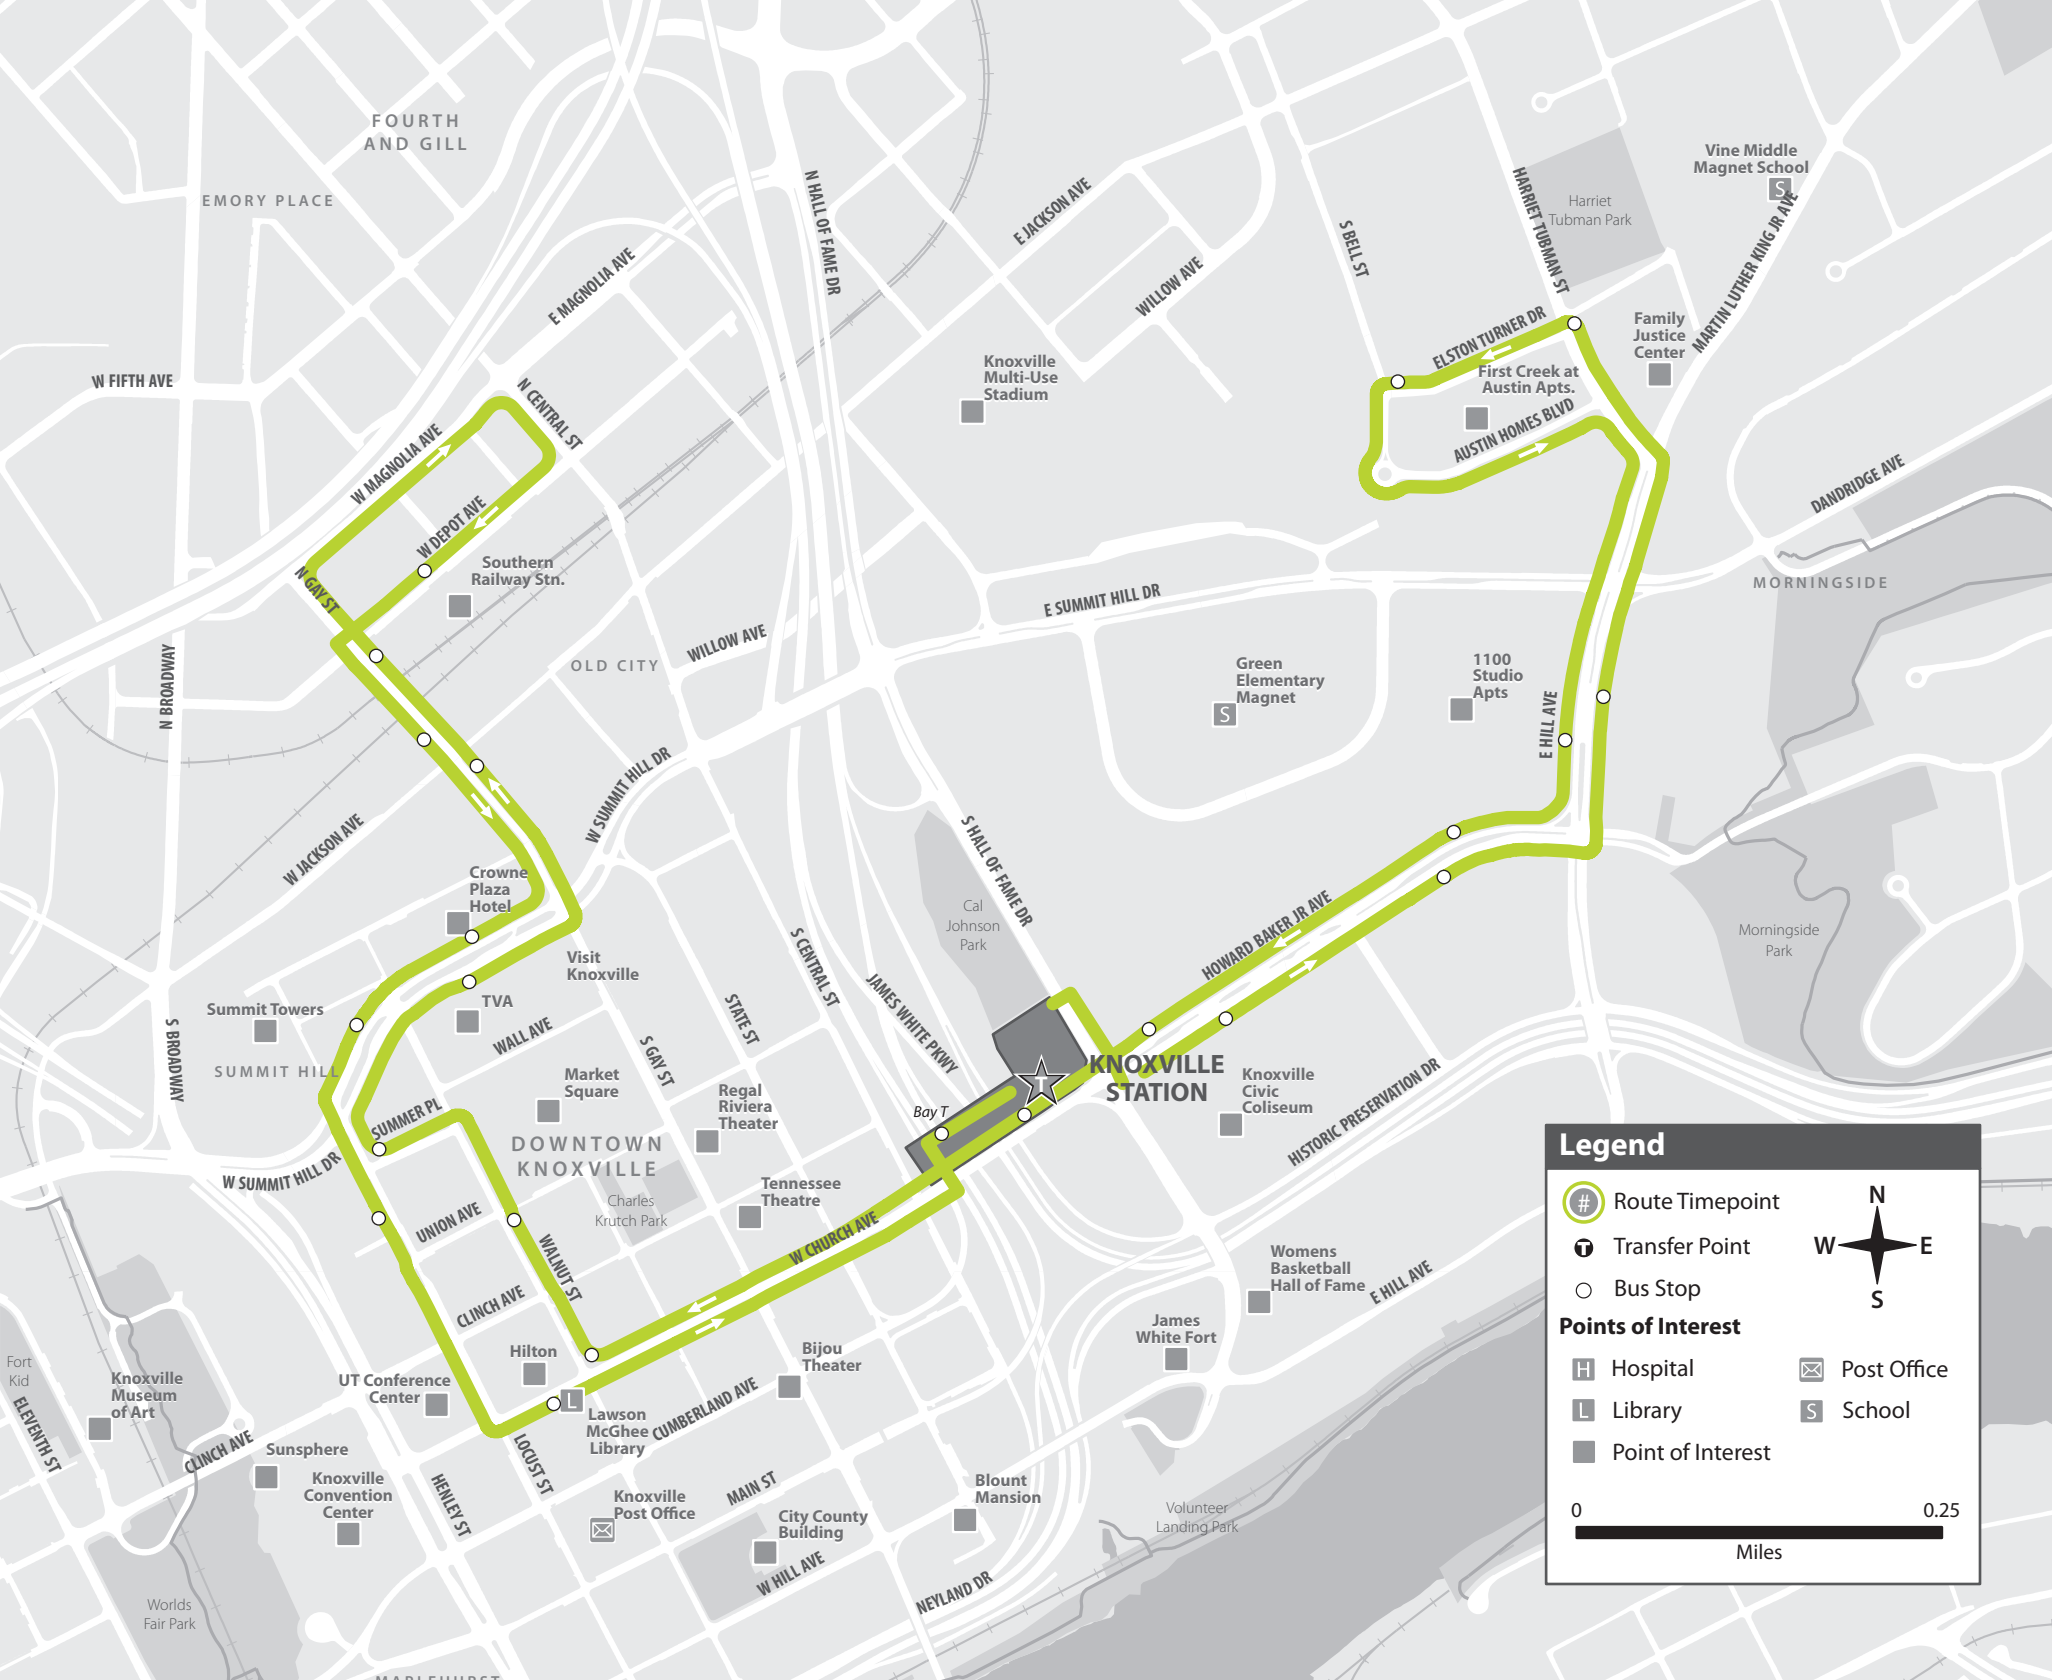 FOURTH
AND GILL
EMORY PLACE
N HALL OF FAME DR
E JACKSON AVE
WILLOW AVE
S BELL ST
HARRIET TUBMAN ST
Harriet
Tubman Park
Vine Middle
Magnet School
S
MARTIN LUTHER KING JR AVE
E MAGNOLIA AVE
W FIFTH AVE
N CENTRAL ST
W MAGNOLIA AVE
W DEPOT AVE
Southern
Railway Stn.
N GAY ST
Knoxville
Multi-Use
Stadium
ELSTON TURNER DR
First Creek at
Austin Apts.
AUSTIN HOMES BLVD
Family
Justice
Center
DANDRIDGE AVE
MORNINGSIDE
E SUMMIT HILL DR
WILLOW AVE
OLD CITY
N BROADWAY
Green
Elementary
Magnet
S
1100
Studio
Apts
E HILL AVE
W SUMMIT HILL DR
W JACKSON AVE
Crowne
Plaza
Hotel
S HALL OF FAME DR
Cal
Johnson
Park
HOWARD BAKER JR AVE
Morningside
Park
Visit
Knoxville
TVA
Summit Towers
SUMMIT HILL
S BROADWAY
WALL AVE
S GAY ST
STATE ST
S CENTRAL ST
JAMES WHITE PKWY
T
KNOXVILLE
STATION
Bay T
Knoxville
Civic
Coliseum
HISTORIC PRESERVATION DR
Market
Square
Regal
Riviera
Theater
DOWNTOWN
KNOXVILLE
SUMMER PL
W SUMMIT HILL DR
UNION AVE
Charles
Krutch Park
Tennessee
Theatre
W CHURCH AVE
WALNUT ST
CLINCH AVE
Hilton
UT Conference
Center
L
Lawson
McGhee
Library
CUMBERLAND AVE
Bijou
Theater
Womens
Basketball
Hall of Fame
E HILL AVE
James
White Fort
Fort
Kid
Knoxville
Museum
of Art
ELEVENTH ST
CLINCH AVE
Sunsphere
Knoxville
Convention
Center
HENLEY ST
LOCUST ST
Knoxville
Post Office
MAIN ST
City County
Building
W HILL AVE
Blount
Mansion
NEYLAND DR
Volunteer
Landing Park
Worlds
Fair Park
Legend
# Route Timepoint
T Transfer Point
Bus Stop
N
W E
S
Points of Interest
H Hospital
Post Office
L Library
S School
Point of Interest
0 0.25
Miles